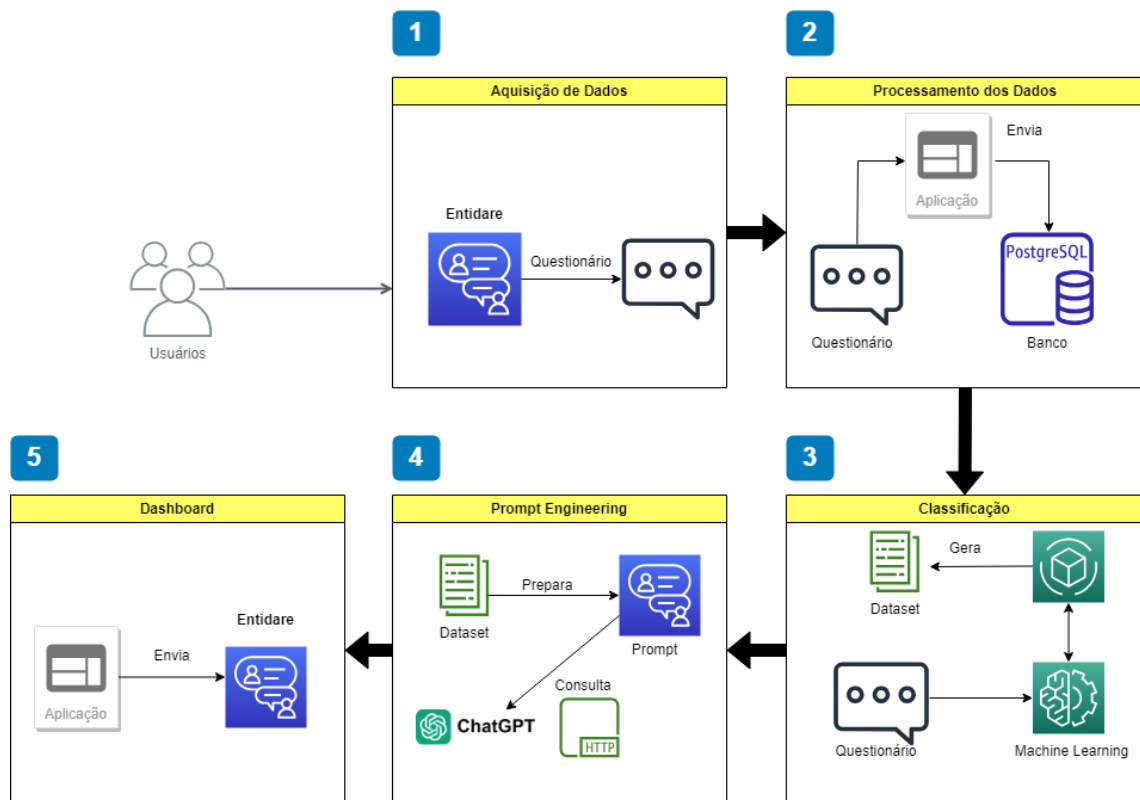 1
Aquisição de Dados
Entidare
Questionário
Usuários
2
Processamento dos Dados
Envia
Aplicação
PostgreSQL
Questionário
Banco
3
Classificação
Gera
Dataset
Questionário
Machine Learning
4
Prompt Engineering
Prepara
Dataset
Prompt
Consulta
ChatGPT
HTTP
5
Dashboard
Entidare
Envia
Aplicação